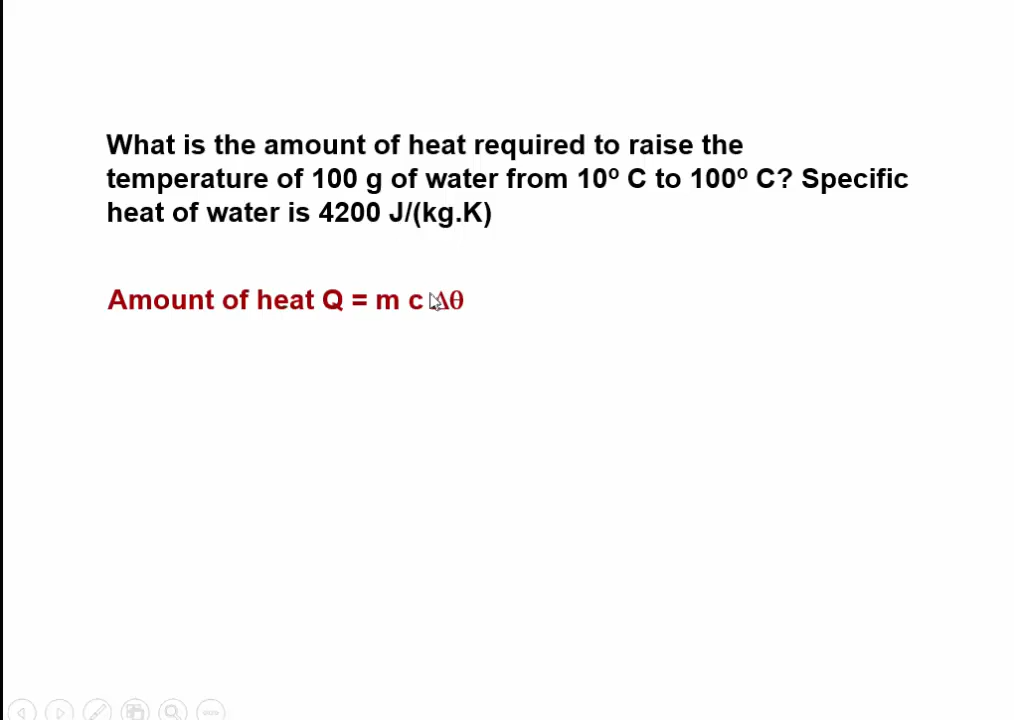 What is the amount of heat required to raise the
temperature of 100 g of water from 10º C to 100º C? Specific
heat of water is 4200 J/(kg.K)
Amount of heat Q = m c Δθ